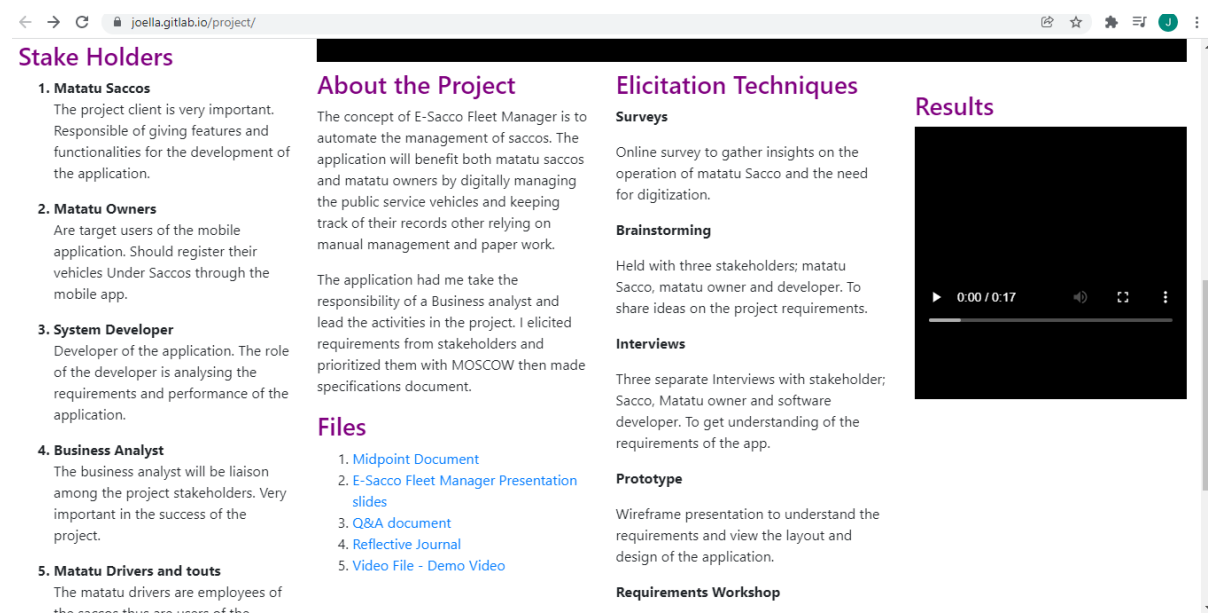 joella.gitlab.io/project/
J
Stake Holders
1. Matatu Saccos
The project client is very important.
Responsible of giving features and
functionalities for the development of
the application.
2. Matatu Owners
Are target users of the mobile
application. Should register their
vehicles Under Saccos through the
mobile app.
3. System Developer
Developer of the application. The role
of the developer is analysing the
requirements and performance of the
application.
4. Business Analyst
The business analyst will be liaison
among the project stakeholders. Very
important in the success of the
project.
5. Matatu Drivers and touts
The matatu drivers are employees of
the saccos thus are users of the
About the Project
The concept of E-Sacco Fleet Manager is to
automate the management of saccos. The
application will benefit both matatu saccos
and matatu owners by digitally managing
the public service vehicles and keeping
track of their records other relying on
manual management and paper work.
The application had me take the
responsibility of a Business analyst and
lead the activities in the project. I elicited
requirements from stakeholders and
prioritized them with MOSCOW then made
specifications document.
Files
1. Midpoint Document
2. E-Sacco Fleet Manager Presentation
slides
3. Q&A document
4. Reflective Journal
5. Video File - Demo Video
Elicitation Techniques
Surveys
Online survey to gather insights on the
operation of matatu Sacco and the need
for digitization.
Brainstorming
Held with three stakeholders; matatu
Sacco, matatu owner and developer. To
share ideas on the project requirements.
Interviews
Three separate Interviews with stakeholder;
Sacco, Matatu owner and software
developer. To get understanding of the
requirements of the app.
Prototype
Wireframe presentation to understand the
requirements and view the layout and
design of the application.
Requirements Workshop
Results
0:00 / 0:17